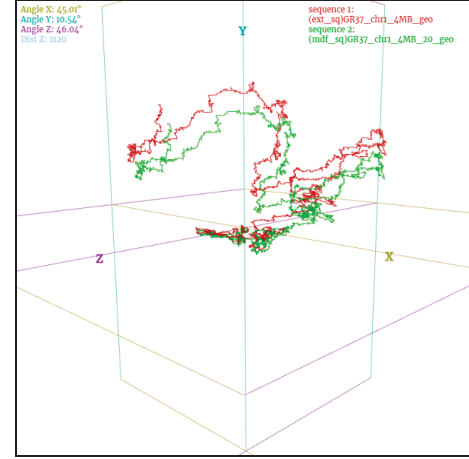 Angle X: 45.01°
Angle Y: 10.54°
Angle Z: 46.04°
Dist Z: 1120
sequence 1:
(ext_sq)GR37_chr1_4MB_geo
sequence 2:
(mdf_sq)GR37_chr1_4MB_20_geo
Y
Z
X